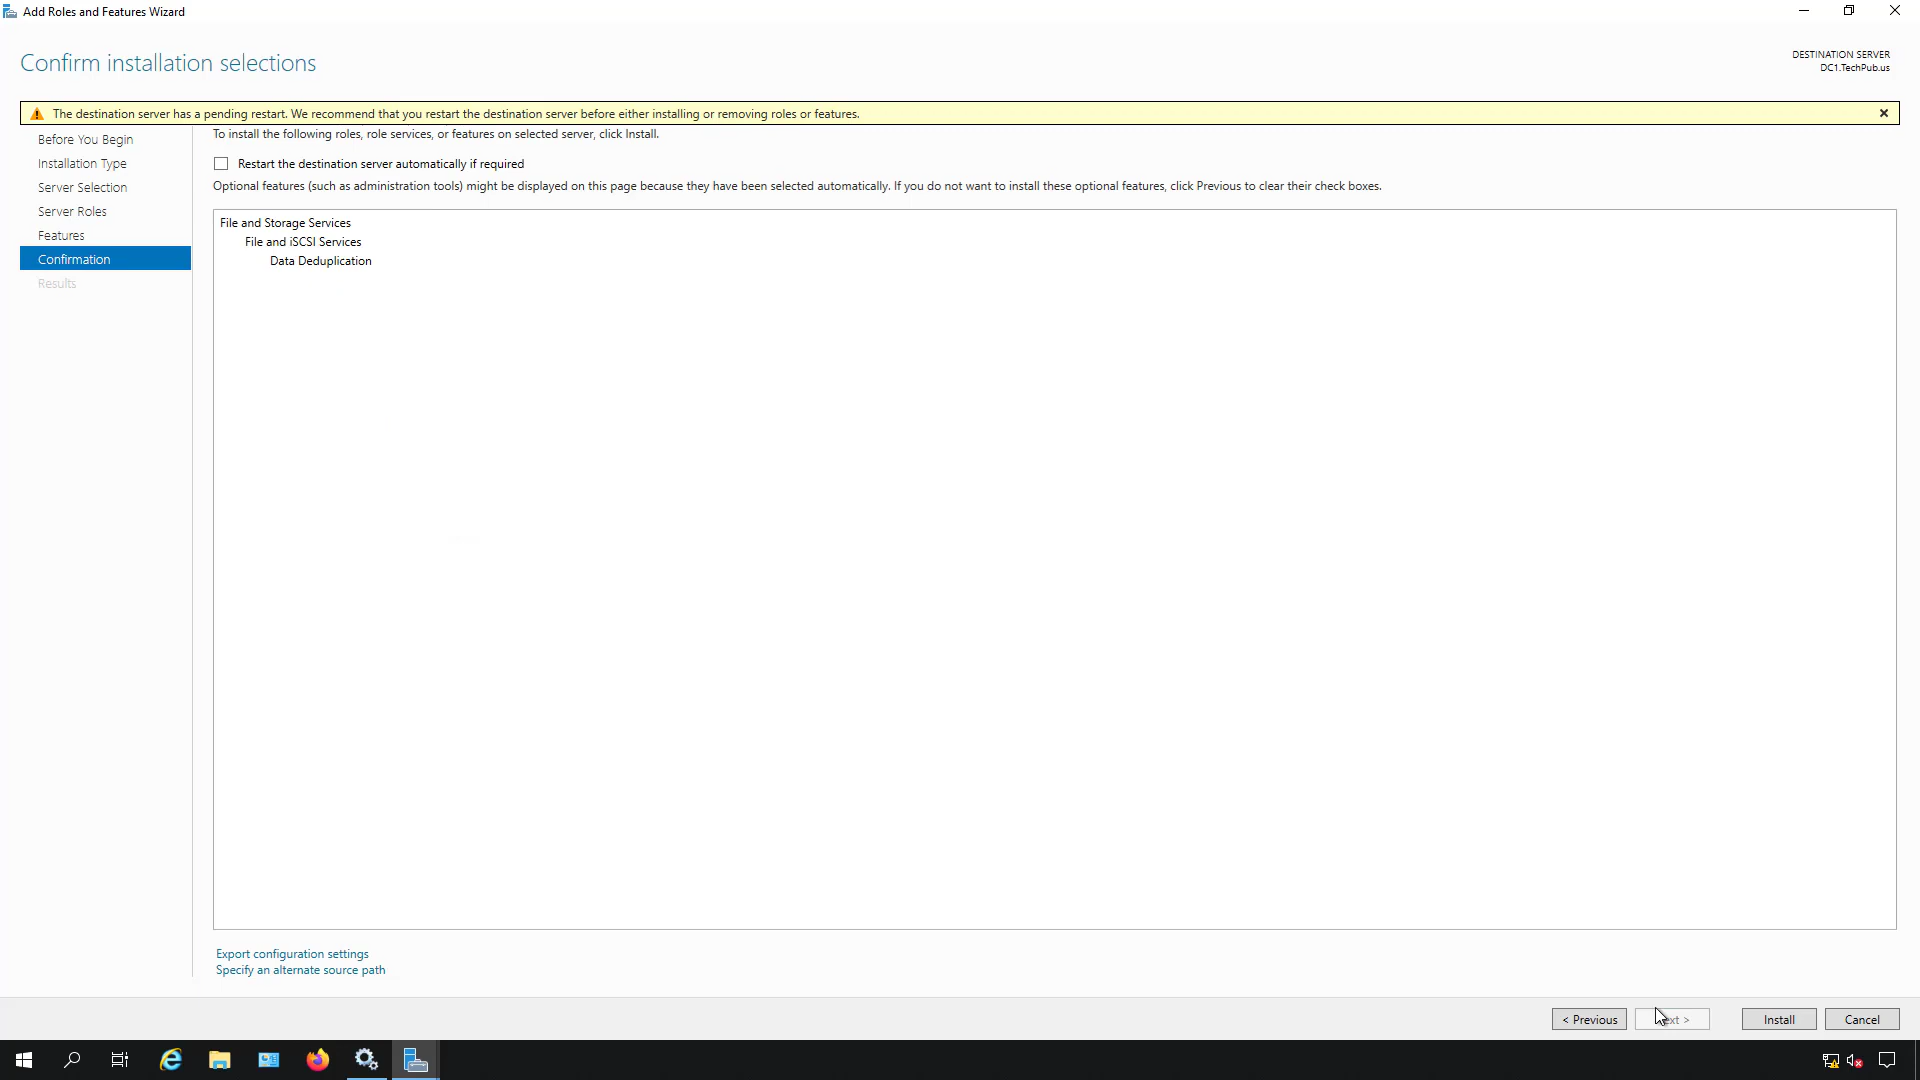 Add Roles and Features Wizard
Confirm installation selections
DESTINATION SERVER
DC1.TechPub.us
The destination server has a pending restart. We recommend that you restart the destination server before either installing or removing roles or features.
Before You Begin
Installation Type
Server Selection
Server Roles
Features
Confirmation
Results
To install the following roles, role services, or features on selected server, click Install.
Restart the destination server automatically if required
Optional features (such as administration tools) might be displayed on this page because they have been selected automatically. If you do not want to install these optional features, click Previous to clear their check boxes.
File and Storage Services
File and iSCSI Services
Data Deduplication
Export configuration settings
Specify an alternate source path
< Previous
Install
Cancel